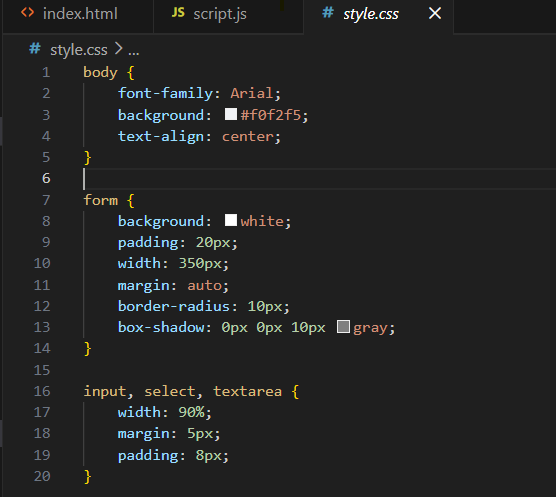 index.html JS script.js # style.css
# style.css > ...
1 body {
2 font-family: Arial;
3 background: #f0f2f5;
4 text-align: center;
5 }
6
7 form {
8 background: white;
9 padding: 20px;
10 width: 350px;
11 margin: auto;
12 border-radius: 10px;
13 box-shadow: 0px 0px 10px gray;
14 }
15
16 input, select, textarea {
17 width: 90%;
18 margin: 5px;
19 padding: 8px;
20 }